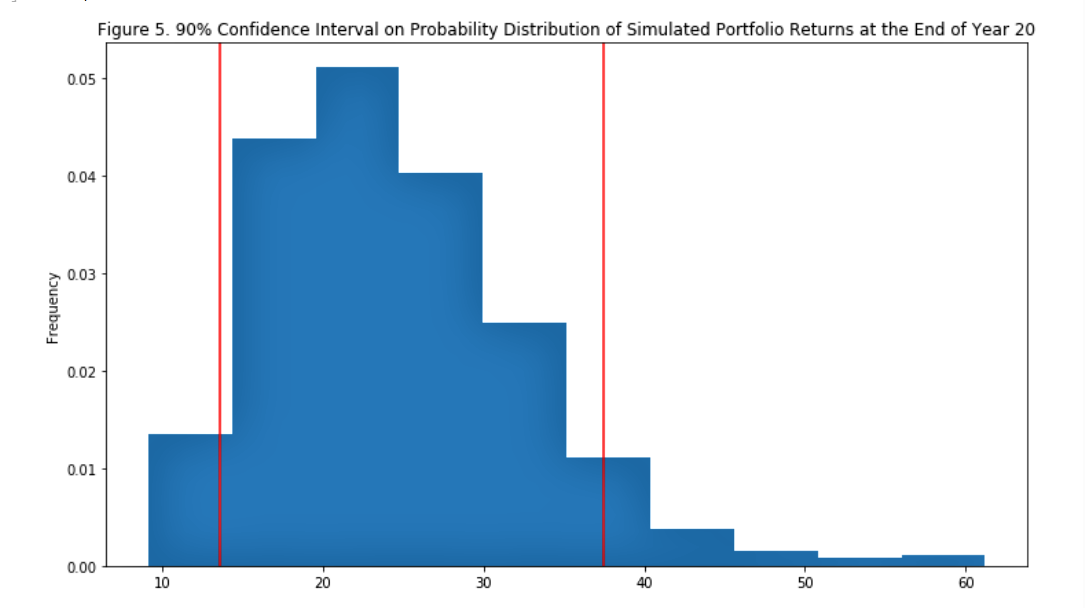 Figure 5. 90% Confidence Interval on Probability Distribution of Simulated Portfolio Returns at the End of Year 20
0.05
0.04
0.03
Frequency
0.02
0.01
0.00
10 20 30 40 50 60